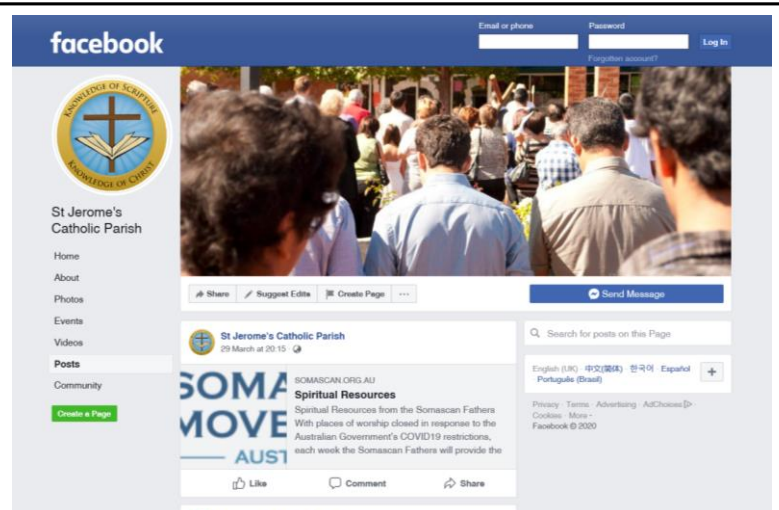 facebook
Email or phone
Password
Log In
Forgotten account?
KNOWLEDGE OF SCRIPTURE
KNOWLEDGE OF CHRIST
St Jerome's
Catholic Parish
Home
About
Photos
Events
Videos
Posts
Community
Create a Page
Share
Suggest Edits
Create Page
Send Message
St Jerome's Catholic Parish
29 March at 20:15
SOMA
MOVE
AUST
SOMASCAN.ORG.AU
Spiritual Resources
Spiritual Resources from the Somascan Fathers
With places of worship closed in response to the
Australian Government's COVID19 restrictions,
each week the Somascan Fathers will provide the
Like
Comment
Share
Search for posts on this Page
English (UK) · 中文(简体) · 한국어 · Español
· Português (Brasil)
Privacy · Terms · Advertising · AdChoices ·
Cookies · More
Facebook © 2020